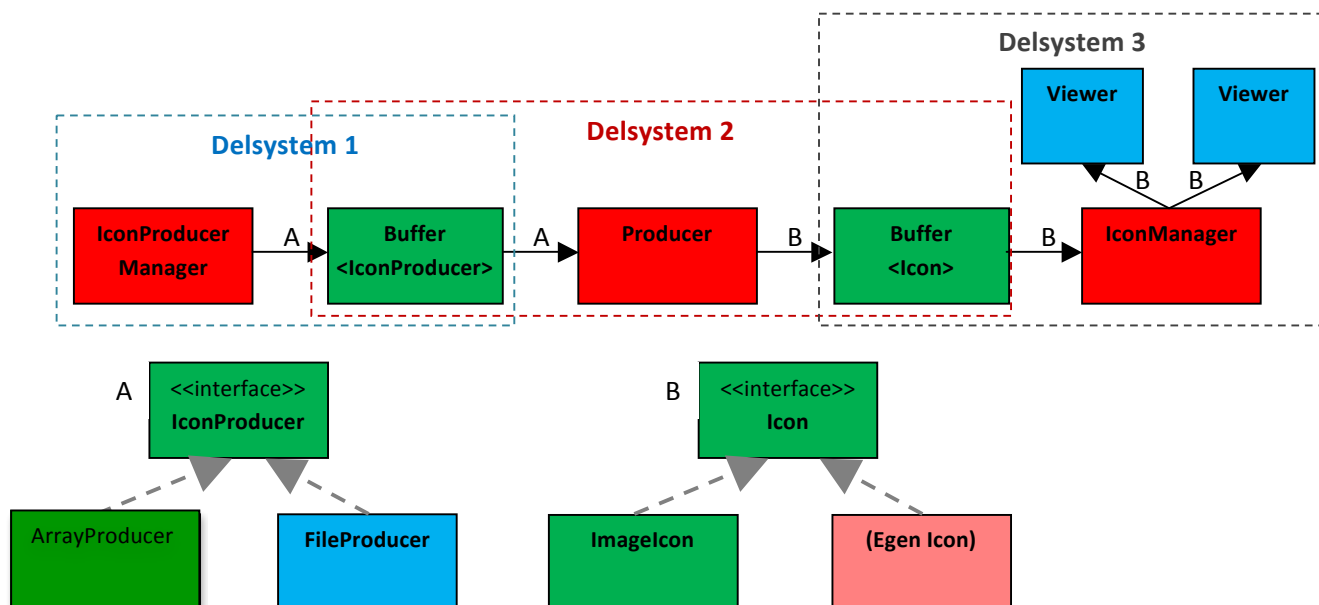 Delsystem 3
Viewer
Viewer
Delsystem 2
Delsystem 1
B
B
IconProducer
Manager
A
Buffer
<IconProducer>
A
Producer
B
Buffer
<Icon>
B
IconManager
A
<<interface>>
IconProducer
B
<<interface>>
Icon
ArrayProducer
FileProducer
ImageIcon
(Egen Icon)